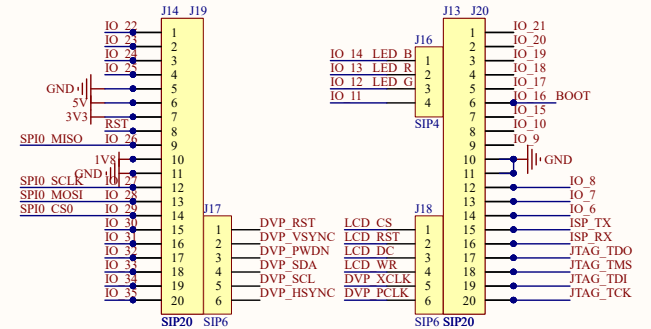 J14 J19 J13 J20
IO_22 1 1 IO_21
IO_23 2 2 IO_20
IO_24 3 J16 3 IO_19
IO_25 4 IO_14 LED_B 1 4 IO_18
GND 5 IO_13 LED_R 2 5 IO_17
5V 6 IO_12 LED_G 3 6 IO_16 BOOT
3V3 7 IO_11 4 7 IO_15
RST 8 SIP4 8 IO_10
SPI0_MISO IO_26 9 9 IO_9
1V8 10 10 GND
GND 11 11
SPI0_SCLK IO_27 12 12 IO_8
SPI0_MOSI IO_28 13 13 IO_7
SPI0_CS0 IO_29 14 J17 J18 14 IO_6
IO_30 15 1 DVP_RST LCD_CS 1 15 ISP_TX
IO_31 16 2 DVP_VSYNC LCD_RST 2 16 ISP_RX
IO_32 17 3 DVP_PWDN LCD_DC 3 17 JTAG_TDO
IO_33 18 4 DVP_SDA LCD_WR 4 18 JTAG_TMS
IO_34 19 5 DVP_SCL DVP_XCLK 5 19 JTAG_TDI
IO_35 20 6 DVP_HSYNC DVP_PCLK 6 20 JTAG_TCK
SIP20 SIP6 SIP6 SIP20